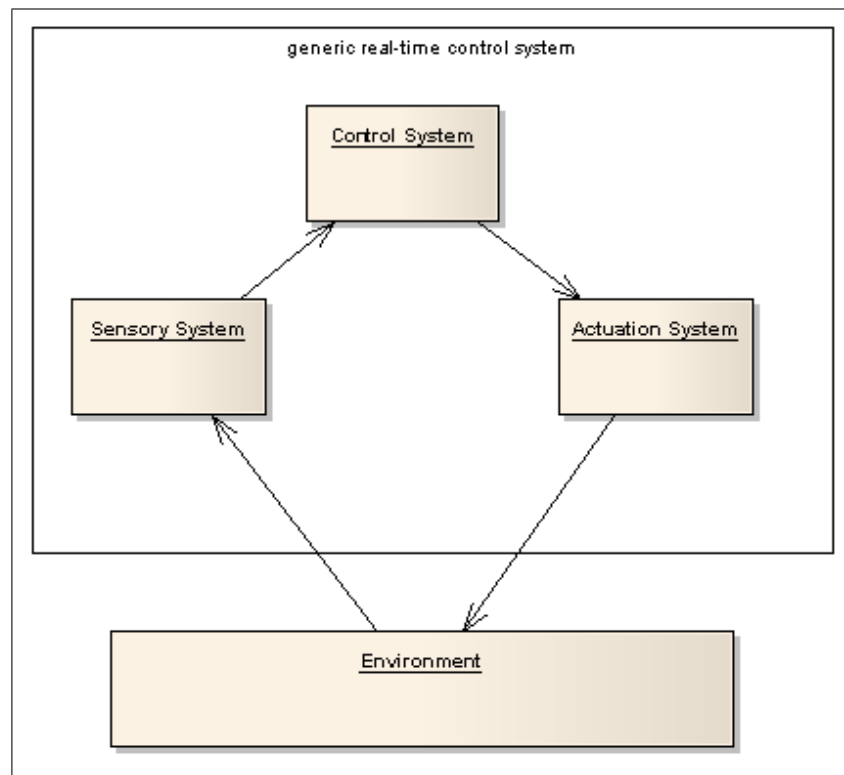 generic real-time control system
Control System
Sensory System
Actuation System
Environment